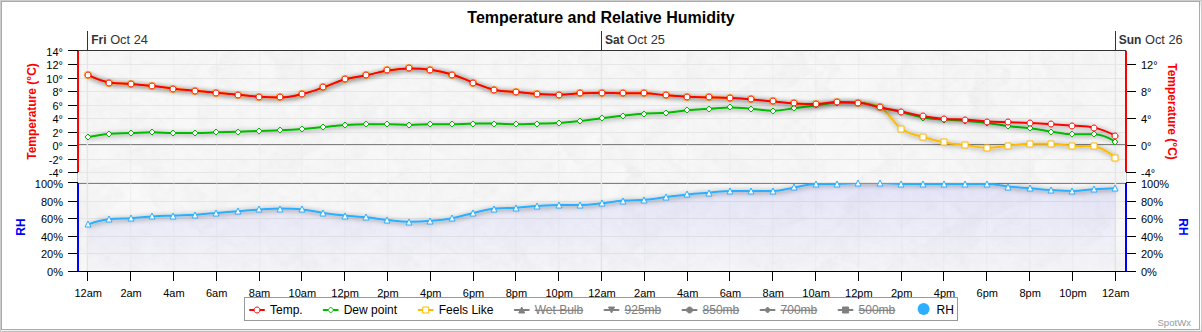 Temperature and Relative Humidity
Fri Oct 24
Sat Oct 25
Sun Oct 26
14°
12°
10°
8°
6°
4°
2°
0°
-2°
-4°
Temperature (°C)
12°
8°
4°
0°
-4°
Temperature (°C)
100%
80%
60%
40%
20%
0%
RH
100%
80%
60%
40%
20%
0%
RH
12am 2am 4am 6am 8am 10am 12pm 2pm 4pm 6pm 8pm 10pm 12am 2am 4am 6am 8am 10am 12pm 2pm 4pm 6pm 8pm 10pm 12am
Temp. Dew point Feels Like Wet Bulb 925mb 850mb 700mb 500mb RH
SpotWx